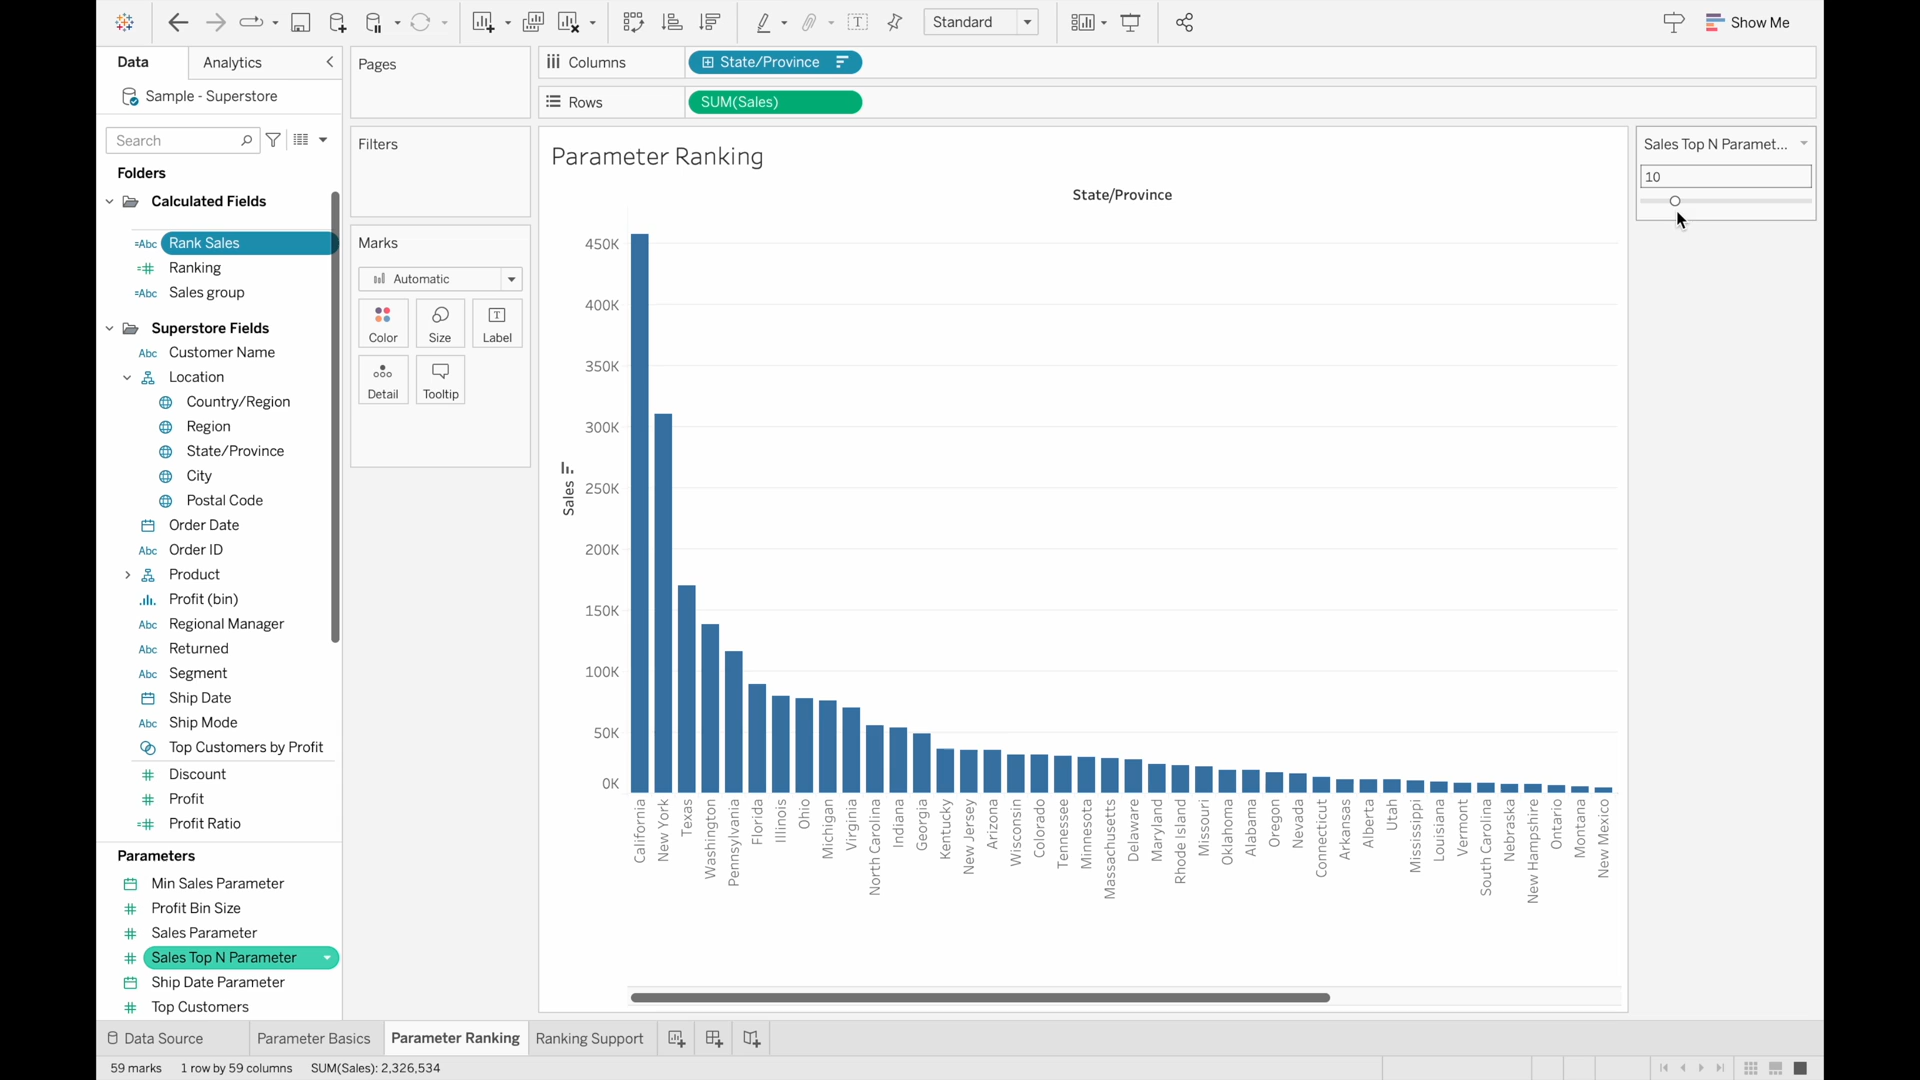 Standard
Show Me
Data
Analytics
Sample - Superstore
Search
Folders
Calculated Fields
=Abc Rank Sales
=# Ranking
=Abc Sales group
Superstore Fields
Abc Customer Name
Location
Country/Region
Region
State/Province
City
Postal Code
Order Date
Abc Order ID
Product
Profit (bin)
Abc Regional Manager
Abc Returned
Abc Segment
Ship Date
Abc Ship Mode
Top Customers by Profit
# Discount
# Profit
=# Profit Ratio
Parameters
Min Sales Parameter
# Profit Bin Size
# Sales Parameter
# Sales Top N Parameter
Ship Date Parameter
# Top Customers
Pages
Filters
Marks
Automatic
Color
Size
Label
Detail
Tooltip
Columns
State/Province
Rows
SUM(Sales)
Parameter Ranking
State/Province
Sales
450K
400K
350K
300K
250K
200K
150K
100K
50K
0K
California
New York
Texas
Washington
Pennsylvania
Florida
Illinois
Ohio
Michigan
Virginia
North Carolina
Indiana
Georgia
Kentucky
New Jersey
Arizona
Wisconsin
Colorado
Tennessee
Minnesota
Massachusetts
Delaware
Maryland
Rhode Island
Missouri
Oklahoma
Alabama
Oregon
Nevada
Connecticut
Arkansas
Alberta
Utah
Mississippi
Louisiana
Vermont
South Carolina
Nebraska
New Hampshire
Ontario
Montana
New Mexico
Sales Top N Paramet...
10
Data Source
Parameter Basics
Parameter Ranking
Ranking Support
59 marks
1 row by 59 columns
SUM(Sales): 2,326,534